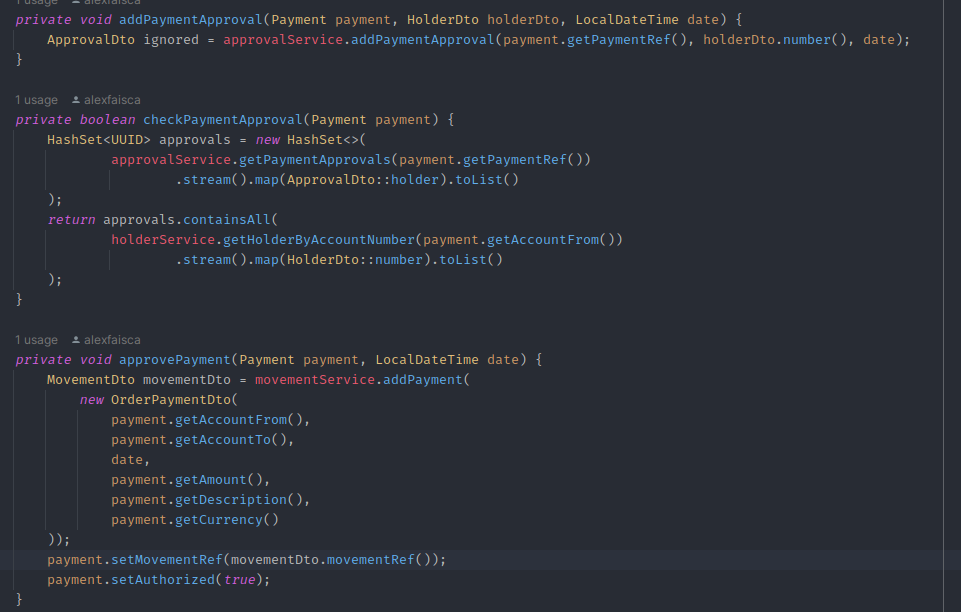 1 usage alexfaisca
private void addPaymentApproval(Payment payment, HolderDto holderDto, LocalDateTime date) {
    ApprovalDto ignored = approvalService.addPaymentApproval(payment.getPaymentRef(), holderDto.number(), date);
}
1 usage alexfaisca
private boolean checkPaymentApproval(Payment payment) {
    HashSet<UUID> approvals = new HashSet<>(
            approvalService.getPaymentApprovals(payment.getPaymentRef())
                    .stream().map(ApprovalDto::holder).toList()
    );
    return approvals.containsAll(
            holderService.getHolderByAccountNumber(payment.getAccountFrom())
                    .stream().map(HolderDto::number).toList()
    );
}
1 usage alexfaisca
private void approvePayment(Payment payment, LocalDateTime date) {
    MovementDto movementDto = movementService.addPayment(
        new OrderPaymentDto(
            payment.getAccountFrom(),
            payment.getAccountTo(),
            date,
            payment.getAmount(),
            payment.getDescription(),
            payment.getCurrency()
    ));
    payment.setMovementRef(movementDto.movementRef());
    payment.setAuthorized(true);
}